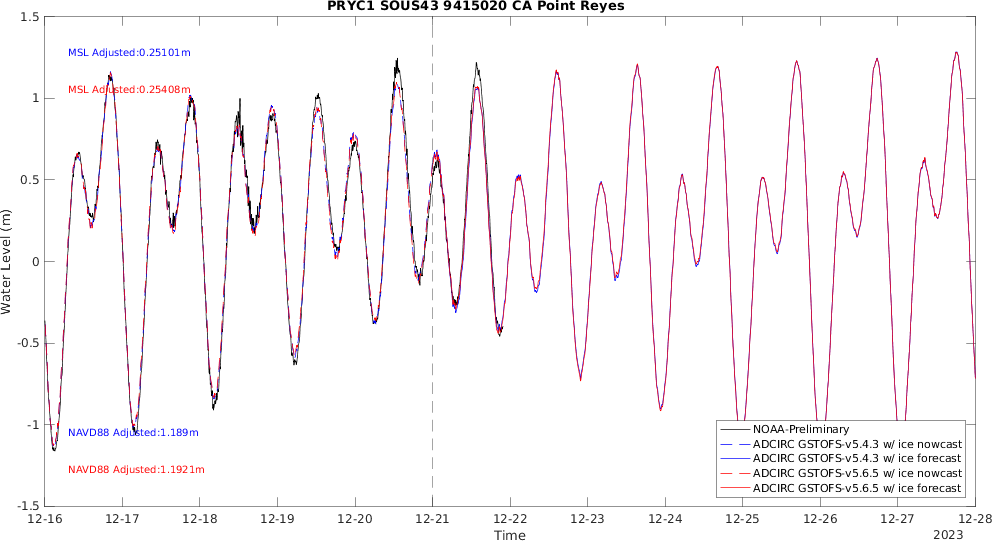 PRYC1 SOUS43 9415020 CA Point Reyes
1.5
MSL Adjusted:0.25101m
MSL Adjusted:0.25408m
1
0.5
0
-0.5
-1
-1.5
Water Level (m)
NAVD88 Adjusted:1.189m
NAVD88 Adjusted:1.1921m
NOAA-Preliminary
ADCIRC GSTOFS-v5.4.3 w/ ice nowcast
ADCIRC GSTOFS-v5.4.3 w/ ice forecast
ADCIRC GSTOFS-v5.6.5 w/ ice nowcast
ADCIRC GSTOFS-v5.6.5 w/ ice forecast
12-16 12-17 12-18 12-19 12-20 12-21 12-22 12-23 12-24 12-25 12-26 12-27 12-28
Time
2023